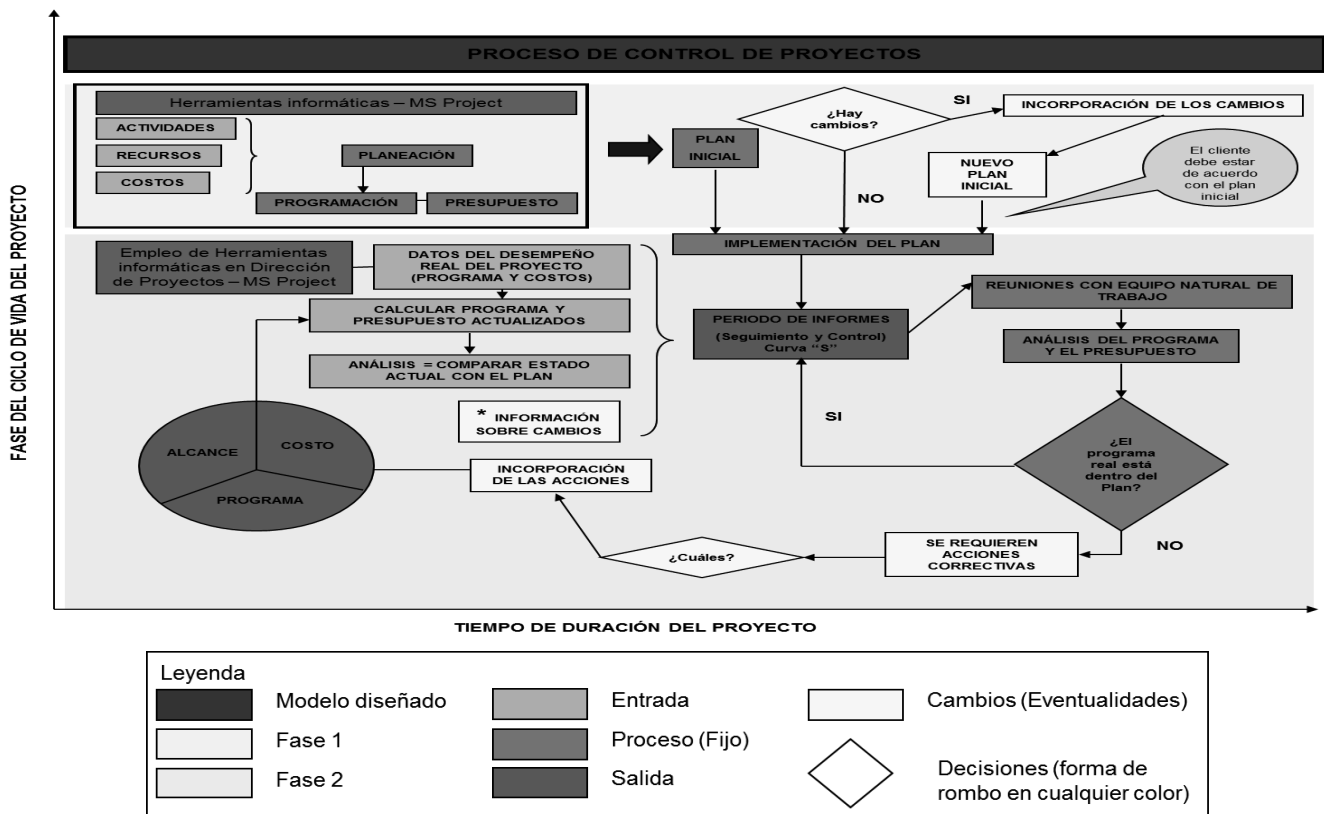 PROCESO DE CONTROL DE PROYECTOS
FASE DEL CICLO DE VIDA DEL PROYECTO
Herramientas informáticas – MS Project
ACTIVIDADES
RECURSOS
COSTOS
PLANEACIÓN
PROGRAMACIÓN
PRESUPUESTO
PLAN
INICIAL
¿Hay
cambios?
SI
NO
INCORPORACIÓN DE LOS CAMBIOS
NUEVO
PLAN
INICIAL
El cliente
debe estar
de acuerdo
con el plan
inicial
IMPLEMENTACIÓN DEL PLAN
Empleo de Herramientas
informáticas en Dirección
de Proyectos – MS Project
DATOS DEL DESEMPEÑO
REAL DEL PROYECTO
(PROGRAMA Y COSTOS)
CALCULAR PROGRAMA Y
PRESUPUESTO ACTUALIZADOS
ANÁLISIS = COMPARAR ESTADO
ACTUAL CON EL PLAN
* INFORMACIÓN
SOBRE CAMBIOS
PERIODO DE INFORMES
(Seguimiento y Control)
Curva “S”
REUNIONES CON EQUIPO NATURAL DE
TRABAJO
ANÁLISIS DEL PROGRAMA
Y EL PRESUPUESTO
¿El
programa
real está
dentro del
Plan?
SI
NO
SE REQUIEREN
ACCIONES
CORRECTIVAS
¿Cuáles?
INCORPORACIÓN
DE LAS ACCIONES
ALCANCE
COSTO
PROGRAMA
TIEMPO DE DURACIÓN DEL PROYECTO
Leyenda
Modelo diseñado
Fase 1
Fase 2
Entrada
Proceso (Fijo)
Salida
Cambios (Eventualidades)
Decisiones (forma de
rombo en cualquier color)